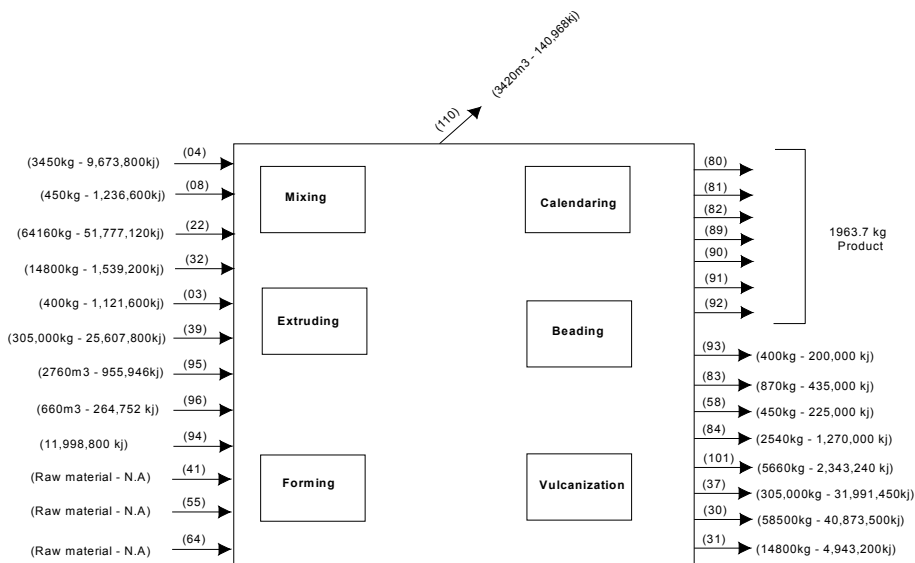 (3420m3 - 140,968kj)
(110)
(3450kg - 9,673,800kj)
(04)
(450kg - 1,236,600kj)
(08)
(64160kg - 51,777,120kj)
(22)
(14800kg - 1,539,200kj)
(32)
(400kg - 1,121,600kj)
(03)
(305,000kg - 25,607,800kj)
(39)
(2760m3 - 955,946kj)
(95)
(660m3 - 264,752 kj)
(96)
(11,998,800 kj)
(94)
(Raw material - N.A)
(41)
(Raw material - N.A)
(55)
(Raw material - N.A)
(64)
Mixing
Calendaring
Extruding
Beading
Forming
Vulcanization
(80)
(81)
(82)
(89)
(90)
(91)
(92)
1963.7 kg
Product
(93)
(400kg - 200,000 kj)
(83)
(870kg - 435,000 kj)
(58)
(450kg - 225,000 kj)
(84)
(2540kg - 1,270,000 kj)
(101)
(5660kg - 2,343,240 kj)
(37)
(305,000kg - 31,991,450kj)
(30)
(58500kg - 40,873,500kj)
(31)
(14800kg - 4,943,200kj)